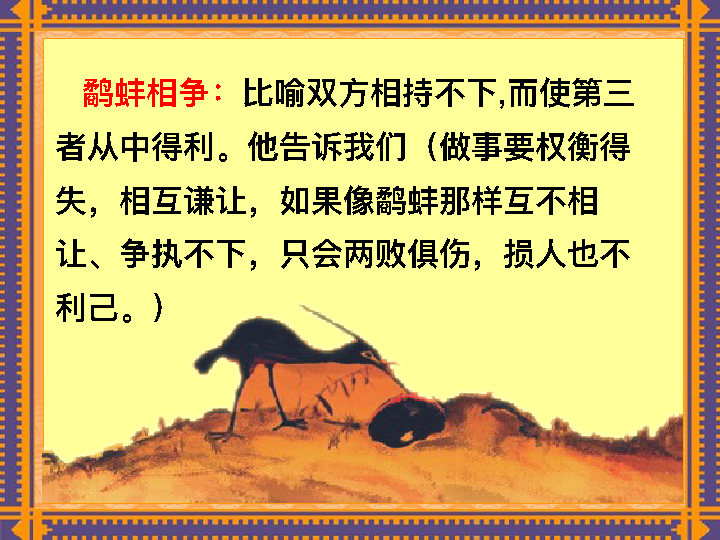 鹬蚌相争：比喻双方相持不下,而使第三
者从中得利。他告诉我们（做事要权衡得
失，相互谦让，如果像鹬蚌那样互不相
让、争执不下，只会两败俱伤，损人也不
利己。）